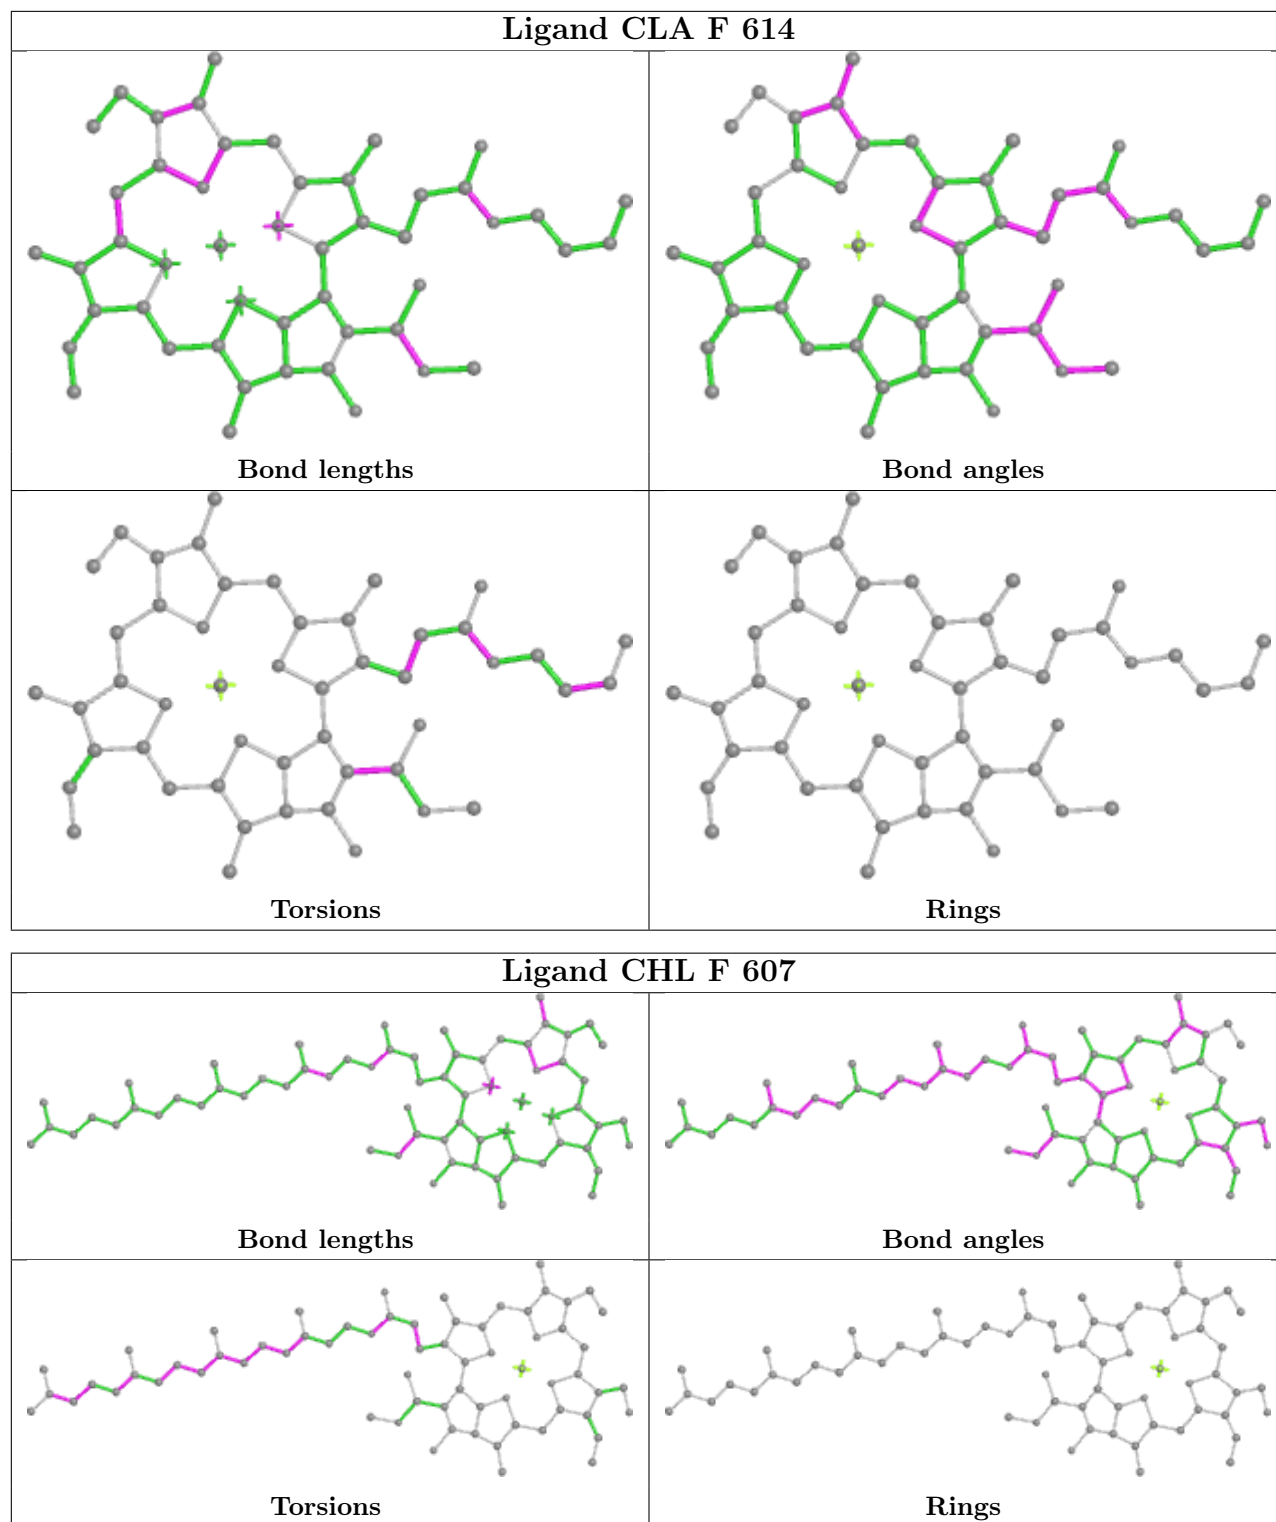 Ligand CLA F 614
Bond lengths
Bond angles
Torsions
Rings
Ligand CHL F 607
Bond lengths
Bond angles
Torsions
Rings